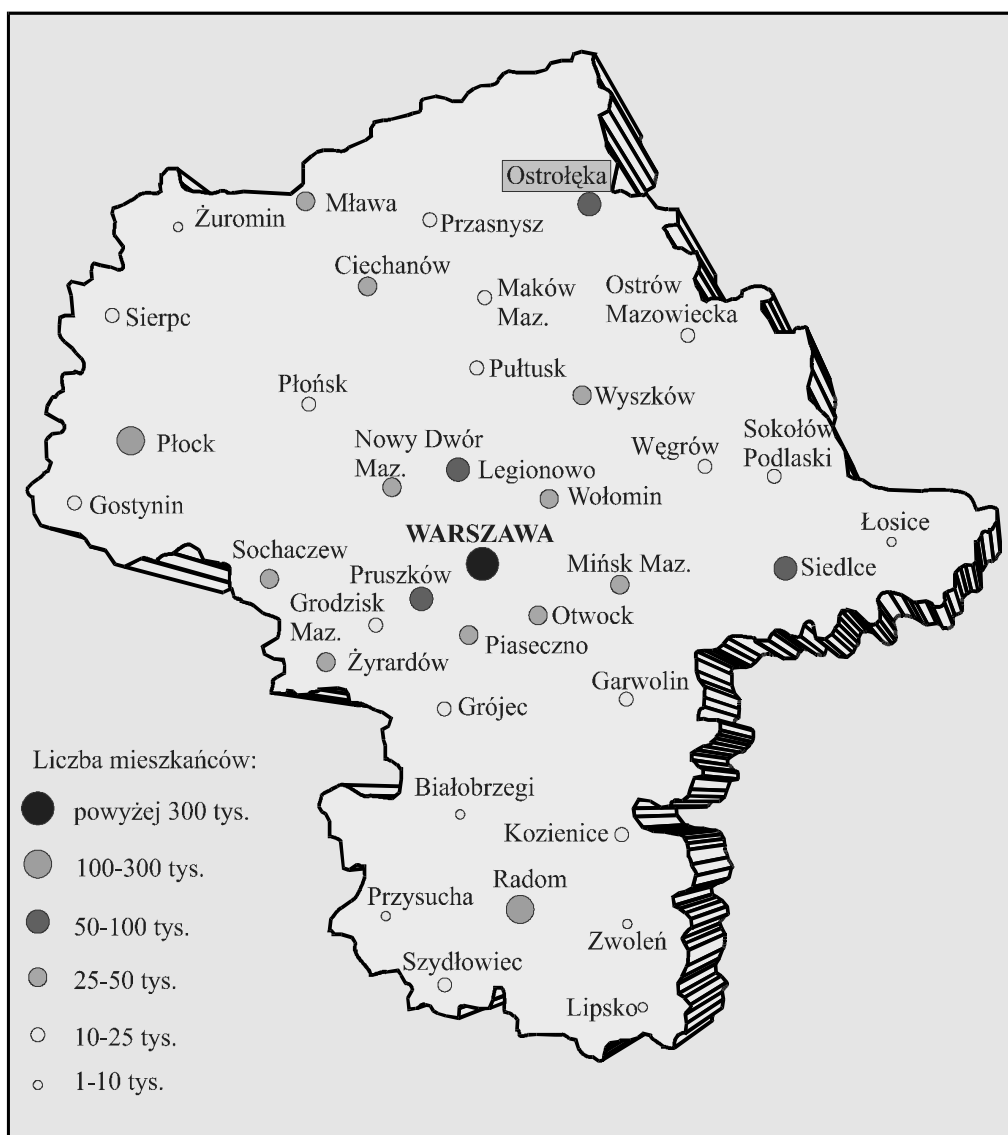 Ostrołęka
Mława
Żuromin
Przasnysz
Ciechanów
Maków
Maz.
Ostrów
Mazowiecka
Sierpc
Pułtusk
Płońsk
Wyszków
Płock
Nowy Dwór
Maz.
Legionowo
Węgrów
Sokołów
Podlaski
Gostynin
Wołomin
Łosice
WARSZAWA
Sochaczew
Pruszków
Mińsk Maz.
Siedlce
Grodzisk
Maz.
Otwock
Piaseczno
Żyrardów
Garwolin
Grójec
Liczba mieszkańców:
powyżej 300 tys.
100-300 tys.
50-100 tys.
25-50 tys.
10-25 tys.
1-10 tys.
Białobrzegi
Kozienice
Radom
Przysucha
Zwoleń
Szydłowiec
Lipsko